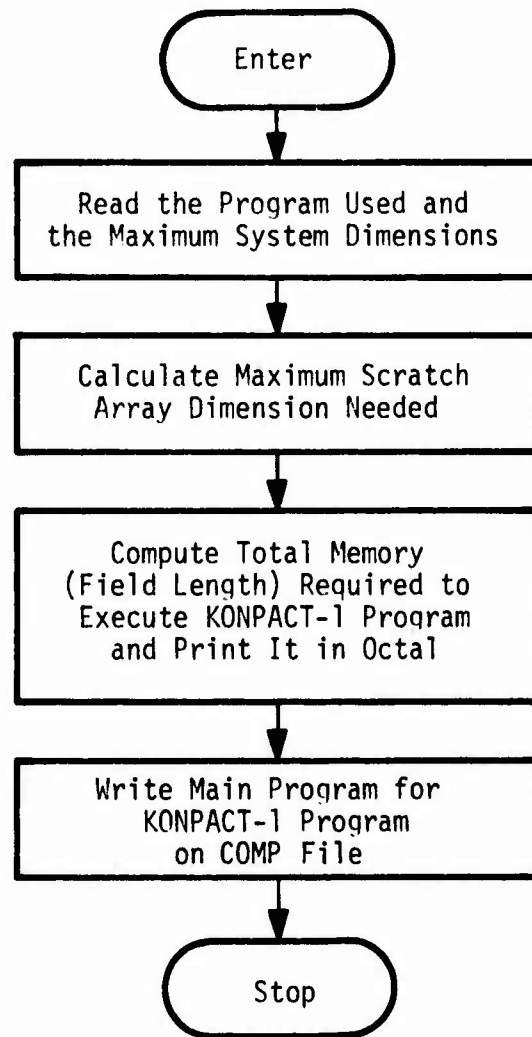 Enter
Read the Program Used and
the Maximum System Dimensions
Calculate Maximum Scratch
Array Dimension Needed
Compute Total Memory
(Field Length) Required to
Execute KONPACT-1 Program
and Print It in Octal
Write Main Program for
KONPACT-1 Program
on COMP File
Stop